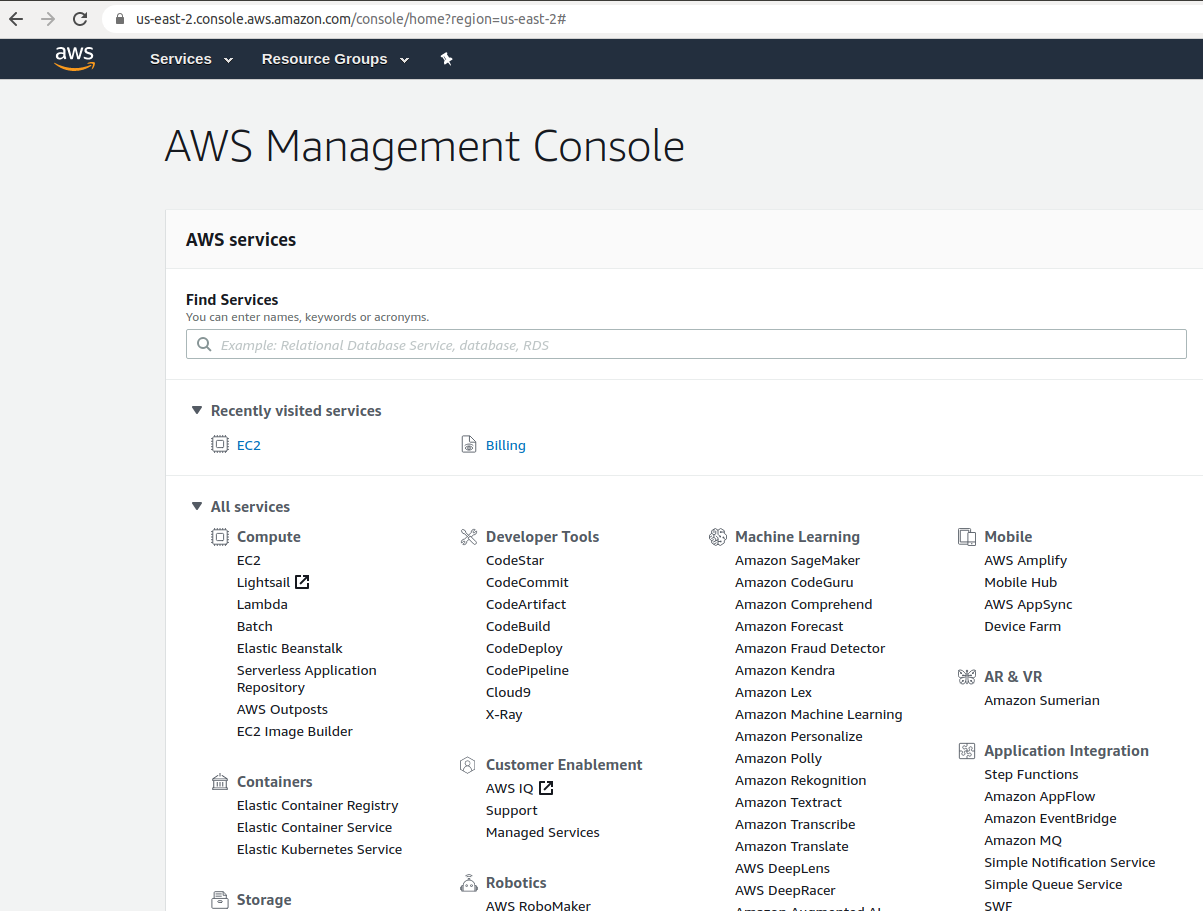 us-east-2.console.aws.amazon.com/console/home?region=us-east-2#
aws
Services
Resource Groups
AWS Management Console
AWS services
Find Services
You can enter names, keywords or acronyms.
Example: Relational Database Service, database, RDS
Recently visited services
EC2
Billing
All services
Compute
EC2
Lightsail
Lambda
Batch
Elastic Beanstalk
Serverless Application
Repository
AWS Outposts
EC2 Image Builder
Containers
Elastic Container Registry
Elastic Container Service
Elastic Kubernetes Service
Storage
Developer Tools
CodeStar
CodeCommit
CodeArtifact
CodeBuild
CodeDeploy
CodePipeline
Cloud9
X-Ray
Customer Enablement
AWS IQ
Support
Managed Services
Robotics
AWS RoboMaker
Machine Learning
Amazon SageMaker
Amazon CodeGuru
Amazon Comprehend
Amazon Forecast
Amazon Fraud Detector
Amazon Kendra
Amazon Lex
Amazon Machine Learning
Amazon Personalize
Amazon Polly
Amazon Rekognition
Amazon Textract
Amazon Transcribe
Amazon Translate
AWS DeepLens
AWS DeepRacer
Amazon Augmented AI
Mobile
AWS Amplify
Mobile Hub
AWS AppSync
Device Farm
AR & VR
Amazon Sumerian
Application Integration
Step Functions
Amazon AppFlow
Amazon EventBridge
Amazon MQ
Simple Notification Service
Simple Queue Service
SWF